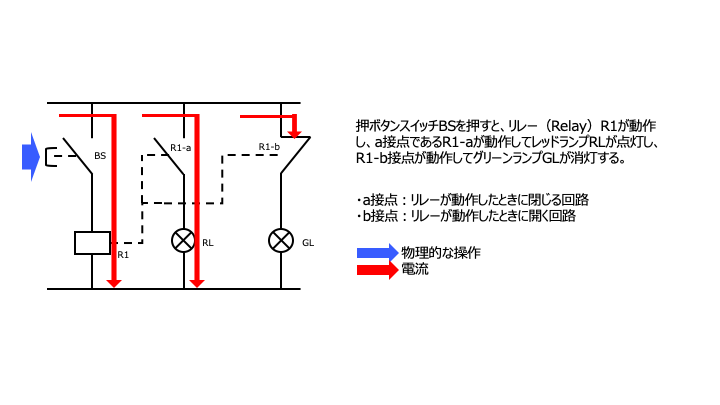 BS
R1-a
R1-b
R1
RL
GL
押ボタンスイッチBSを押すと、リレー（Relay）R1が動作
し、a接点であるR1-aが動作してレッドランプRLが点灯し、
R1-b接点が動作してグリーンランプGLが消灯する。
・a接点：リレーが動作したときに閉じる回路
・b接点：リレーが動作したときに開く回路
物理的な操作
電流